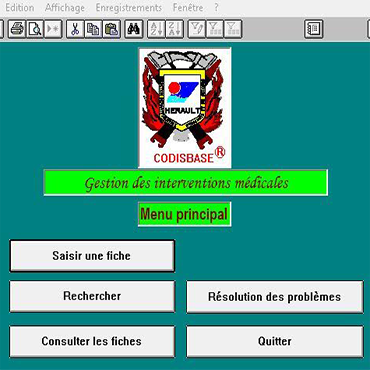 Edition Affichage Enregistrements Fenêtre ?
HERAULT
CODISBASE®
Gestion des interventions médicales
Menu principal
Saisir une fiche
Rechercher
Résolution des problèmes
Consulter les fiches
Quitter